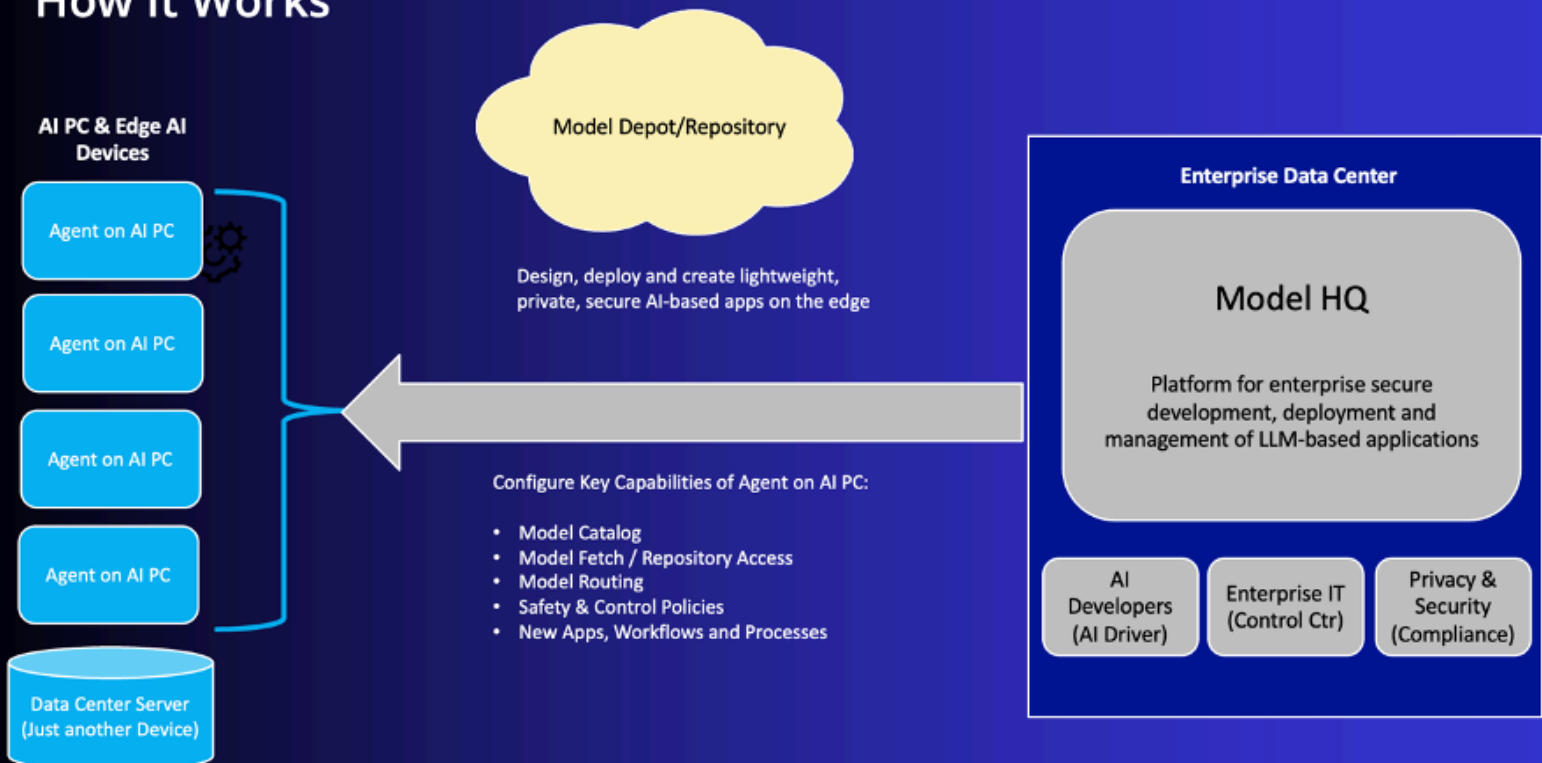 How it Works
AI PC & Edge AI
Devices
Agent on AI PC
Agent on AI PC
Agent on AI PC
Agent on AI PC
Data Center Server
(Just another Device)
Model Depot/Repository
Design, deploy and create lightweight,
private, secure AI-based apps on the edge
Configure Key Capabilities of Agent on AI PC:
• Model Catalog
• Model Fetch / Repository Access
• Model Routing
• Safety & Control Policies
• New Apps, Workflows and Processes
Enterprise Data Center
Model HQ
Platform for enterprise secure
development, deployment and
management of LLM-based applications
AI
Developers
(AI Driver)
Enterprise IT
(Control Ctr)
Privacy &
Security
(Compliance)